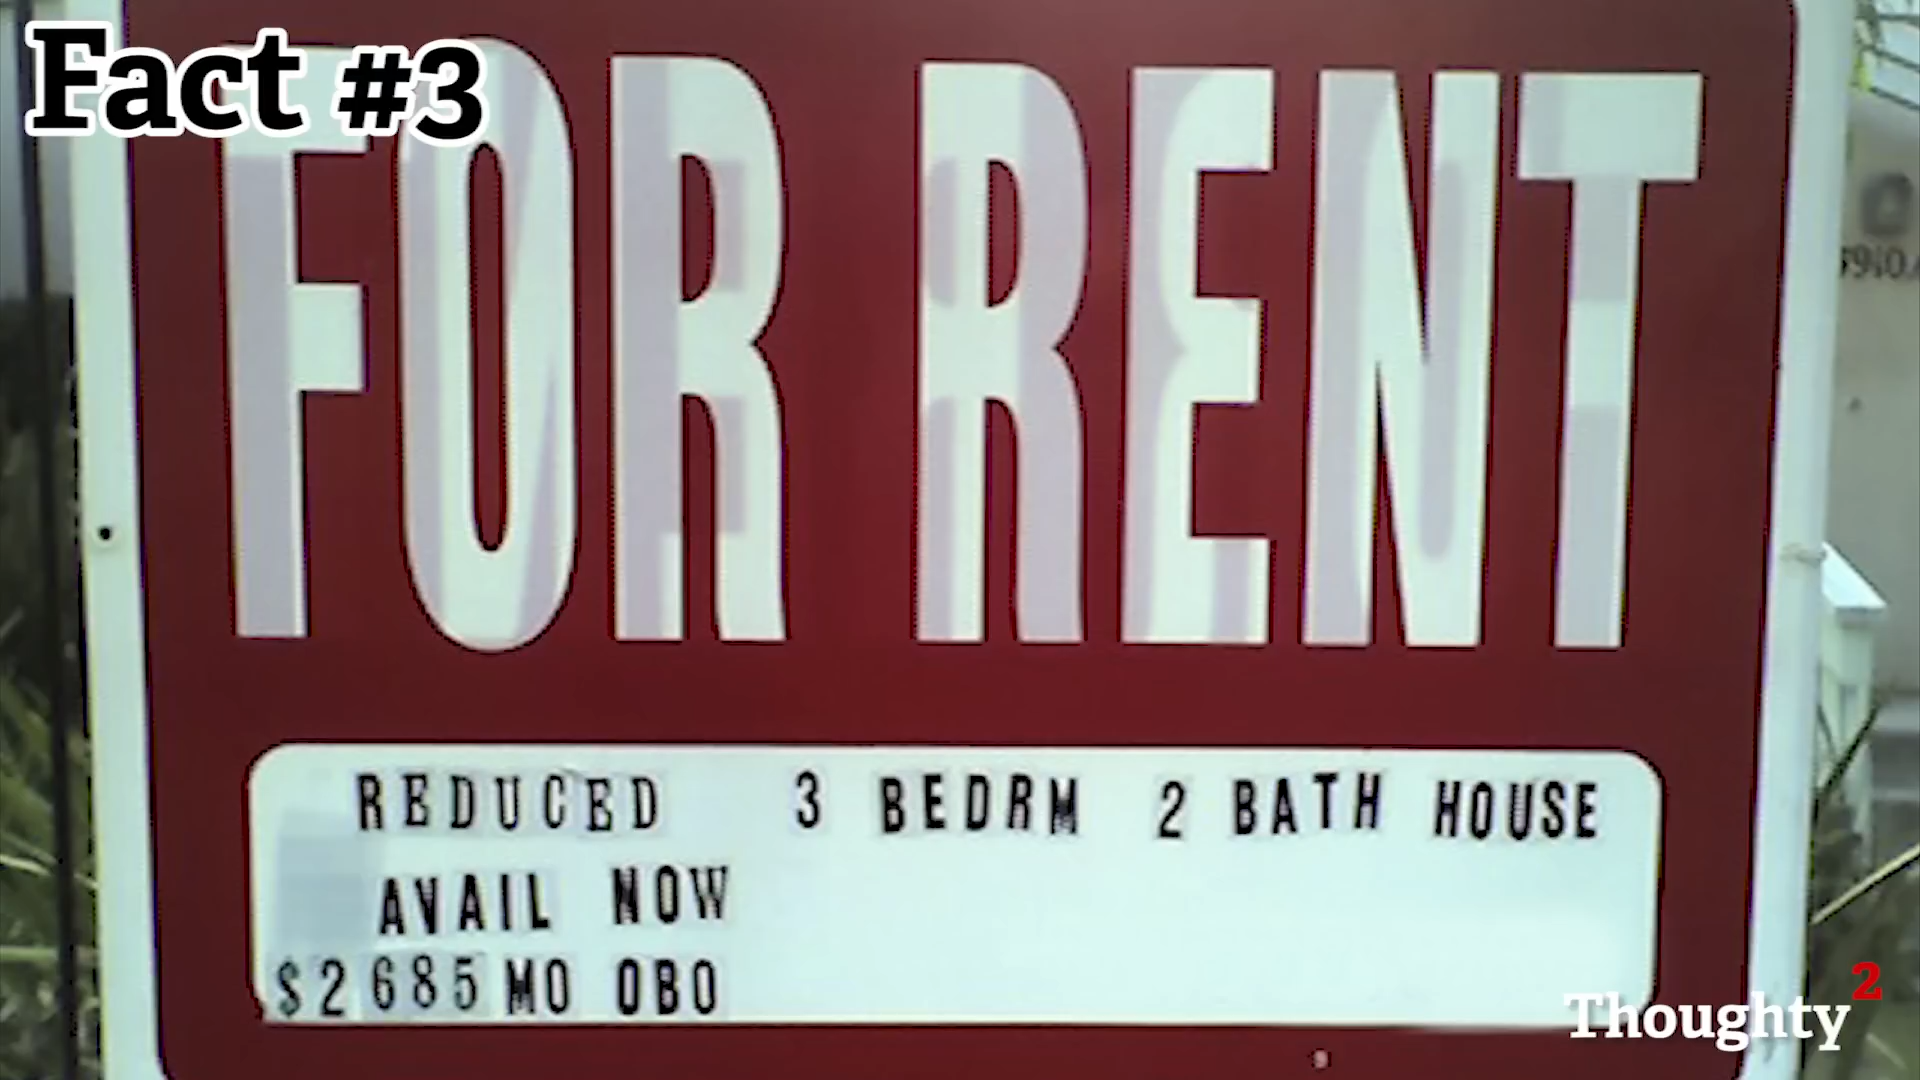 Fact #3
FOR RENT
REDUCED 3 BEDRM 2 BATH HOUSE
AVAIL NOW
$2685 MO OBO
Thoughty2